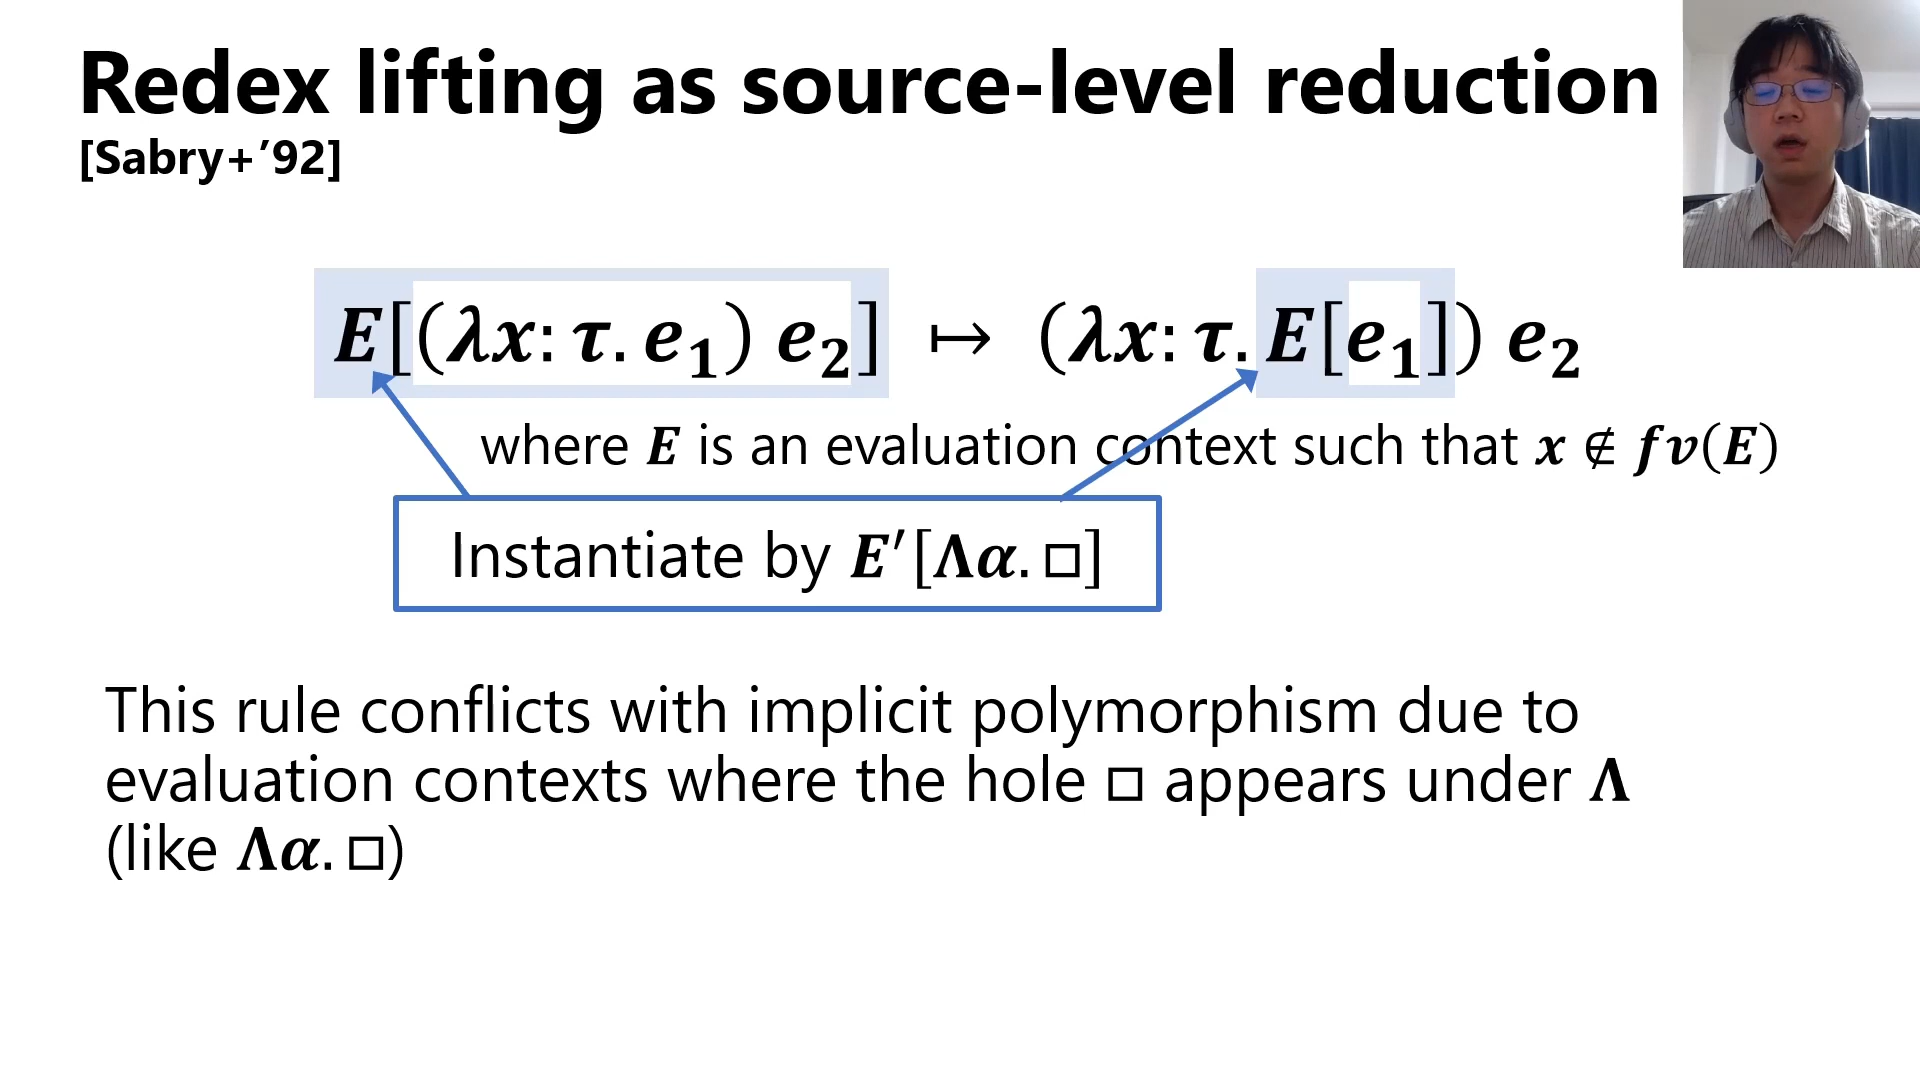 Redex lifting as source-level reduction
[Sabry+’92]
E[(λx: τ. e₁) e₂] ↦ (λx: τ. E[e₁]) e₂
where E is an evaluation context such that x ∉ fv(E)
Instantiate by E′[Λα. □]
This rule conflicts with implicit polymorphism due to
evaluation contexts where the hole □ appears under Λ
(like Λα. □)